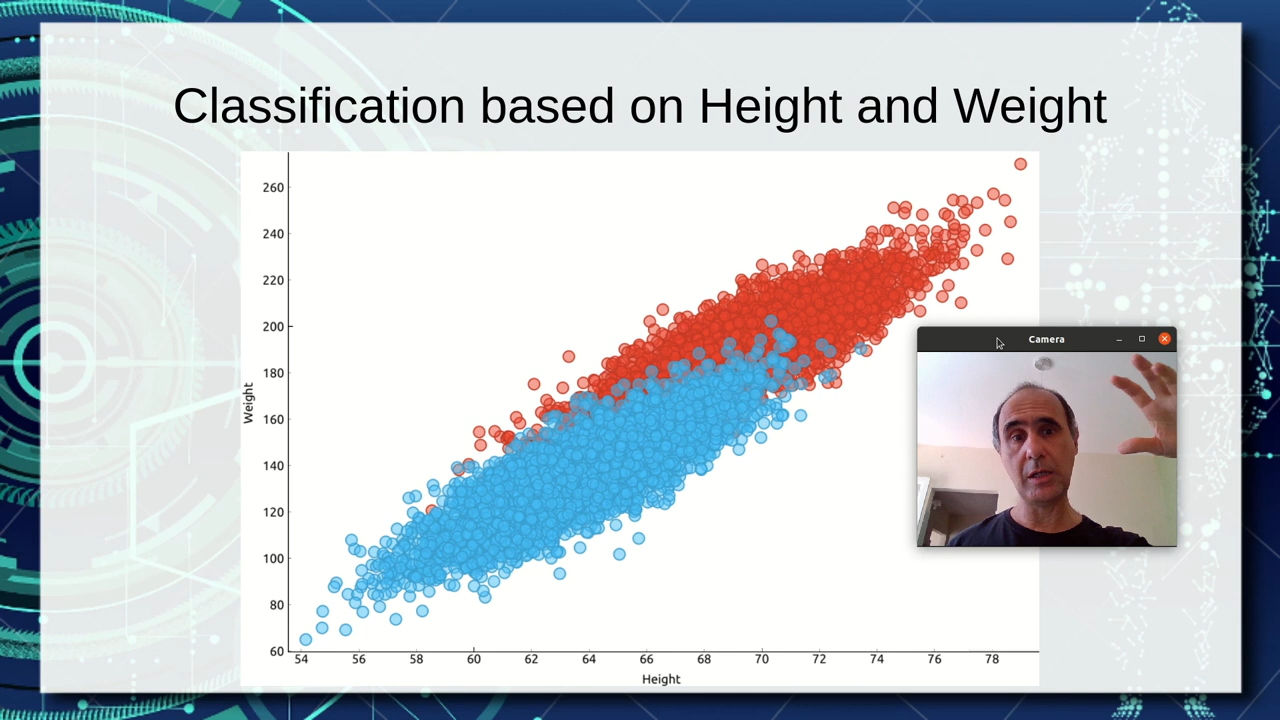 Classification based on Height and Weight
260
240
220
200
180
160
140
120
100
80
60
Weight
54 56 58 60 62 64 66 68 70 72 74 76 78
Height
Camera